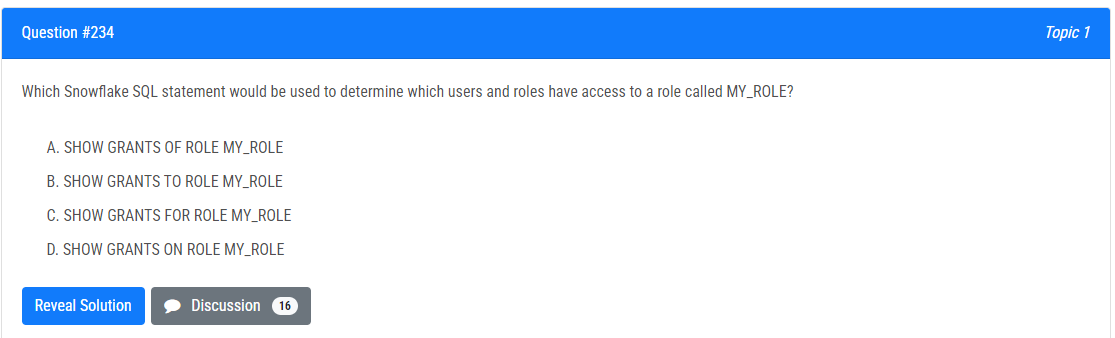 Question #234
Topic 1
Which Snowflake SQL statement would be used to determine which users and roles have access to a role called MY_ROLE?
A. SHOW GRANTS OF ROLE MY_ROLE
B. SHOW GRANTS TO ROLE MY_ROLE
C. SHOW GRANTS FOR ROLE MY_ROLE
D. SHOW GRANTS ON ROLE MY_ROLE
Reveal Solution
Discussion 16